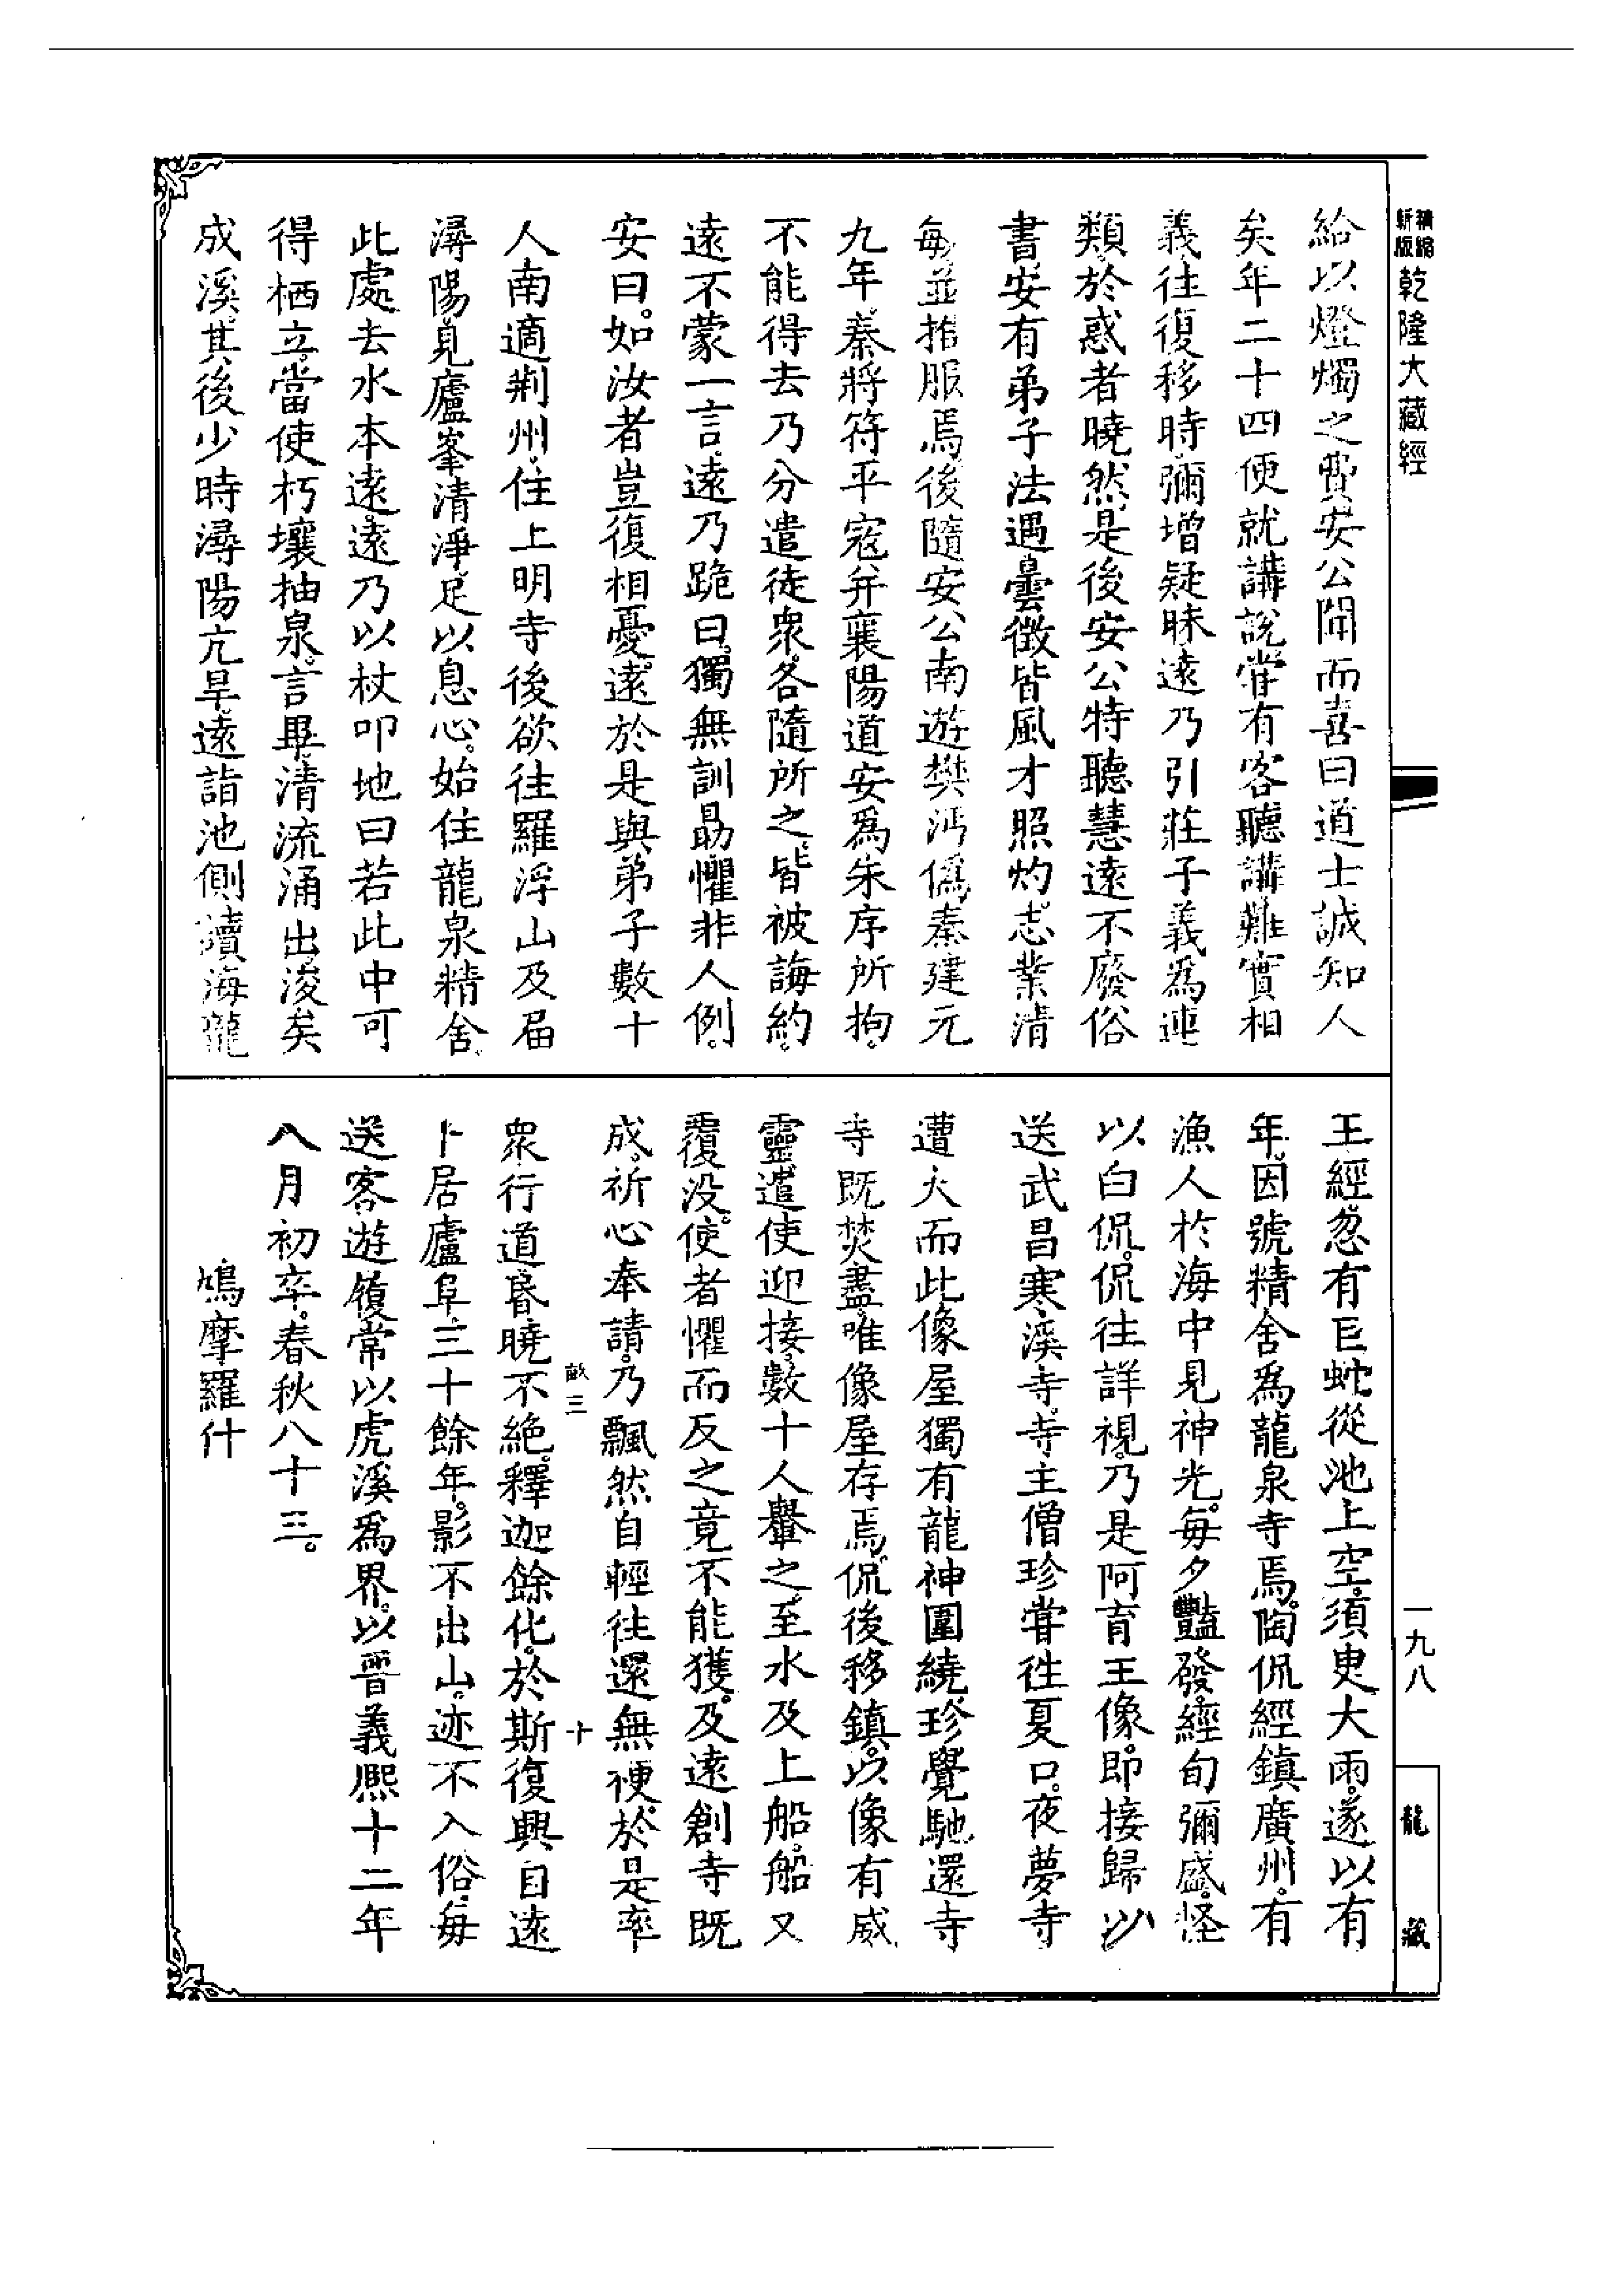 精縮新版乾隆大藏經
給以燈燭之費安公聞而喜曰道士誠知人
矣年二十四便就講說嘗有客聽講難實相
義往復移時彌增疑昧遠乃引莊子義為連
類於惑者曉然是後安公特聽慧遠不廢俗
書安有弟子法遇曇徽皆風才照灼。志業清
敏並推服焉後隨安公南遊樊沔偽秦建元
九年。秦將符平寇并襄陽道安為朱序所拘。
不能得去乃分遣徒衆。各隨所之。皆被誨約。
遠不蒙一言。遠乃跪曰。獨無訓勗懼非人例。
安曰。如汝者豈復相憂。遠於是與弟子數十
人南適荆州。住上明寺後欲往羅浮山及届
潯陽。見廬峯清淨。足以息心。始住龍泉精舍。
此處去水本遠。遠乃以杖叩地曰若此中可
得栖立。當使朽壤抽泉。言畢。清流涌出。浚矣
成溪。其後少時潯陽亢旱。遠詣池側讀海龍
王經。忽有巨蛇從池上空。須臾大雨。遂以有
年。因號精舍為龍泉寺焉。陶侃經鎮廣州。有
漁人於海中見神光。每夕豔發。經旬彌盛。怪
以白侃。侃往詳視。乃是阿育王像。即接歸以
送武昌寒溪寺。寺主僧珍嘗往夏口。夜夢寺
遭火而此像屋獨有龍神圍繞珍覺馳還寺
寺既焚盡。唯像屋存焉。侃後移鎮。以像有威
靈遣使迎接。數十人轝之。至水及上船。船又
覆没。使者懼而反之竟不能獲。及遠創寺既
成。祈心奉請。乃飄然自輕往還無梗。於是率
畝三 十
衆行道昬曉不絶。釋迦餘化。於斯復興自遠
卜居廬阜。三十餘年。影不出山。迹不入俗。每
送客遊履常以虎溪為界。以晋義熙十二年
八月初卒。春秋八十三。
鳩摩羅什
一九八
龍藏